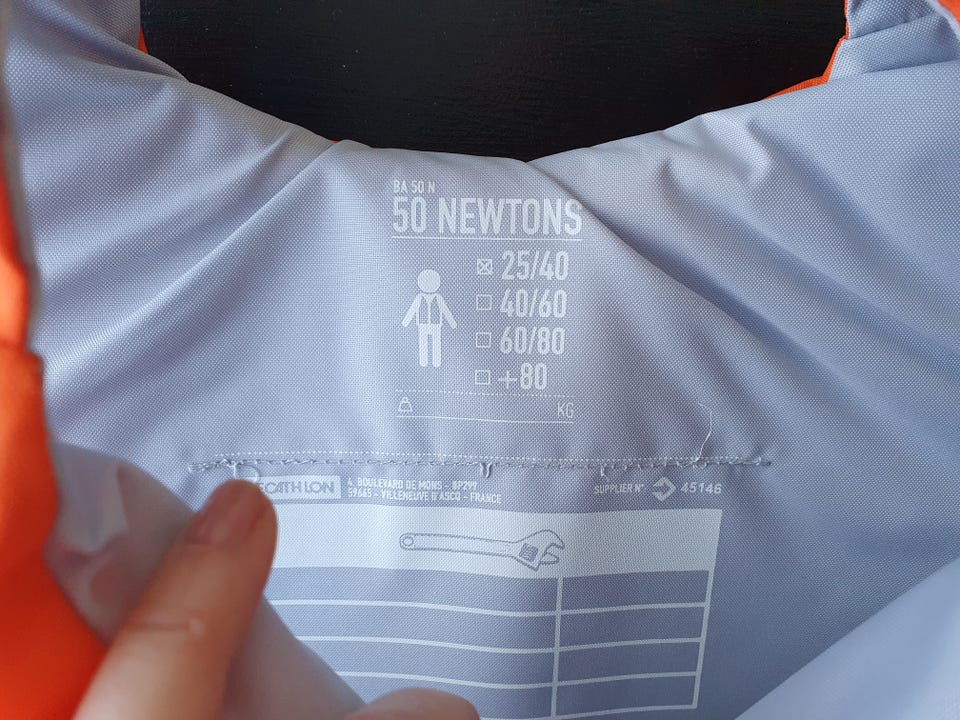 BA 50 N
50 NEWTONS
25/40
40/60
60/80
+80
KG
ECATHLON
4, BOULEVARD DE MONS - BP299
59665 - VILLENEUVE D'ASCQ - FRANCE
SUPPLIER N° 45146